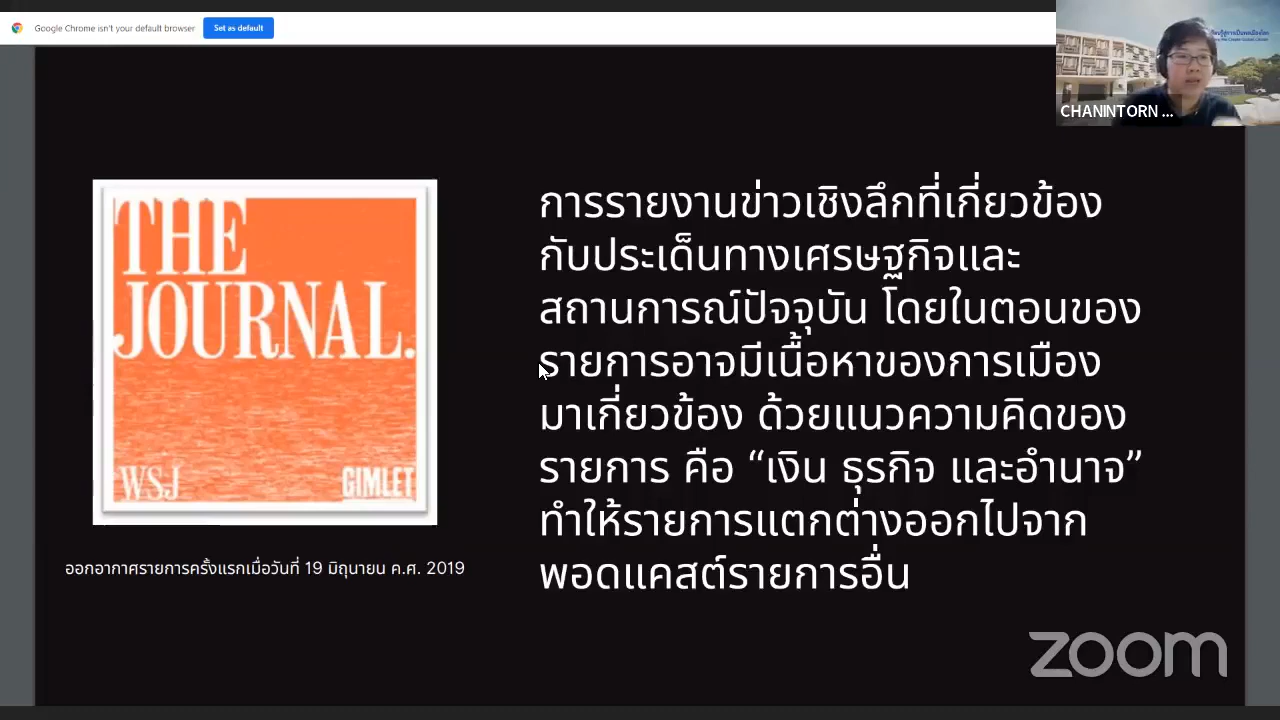 Google Chrome isn't your default browser
Set as default
CHANINTORN ...
THE
JOURNAL.
WSJ
GIMLET
ออกอากาศรายการครั้งแรกเมื่อวันที่ 19 มิถุนายน ค.ศ. 2019
การรายงานข่าวเชิงลึกที่เกี่ยวข้อง
กับประเด็นทางเศรษฐกิจและ
สถานการณ์ปัจจุบัน โดยในตอนของ
รายการอาจมีเนื้อหาของการเมือง
มาเกี่ยวข้อง ด้วยแนวความคิดของ
รายการ คือ “เงิน ธุรกิจ และอำนาจ”
ทำให้รายการแตกต่างออกไปจาก
พอดแคสต์รายการอื่น
zoom